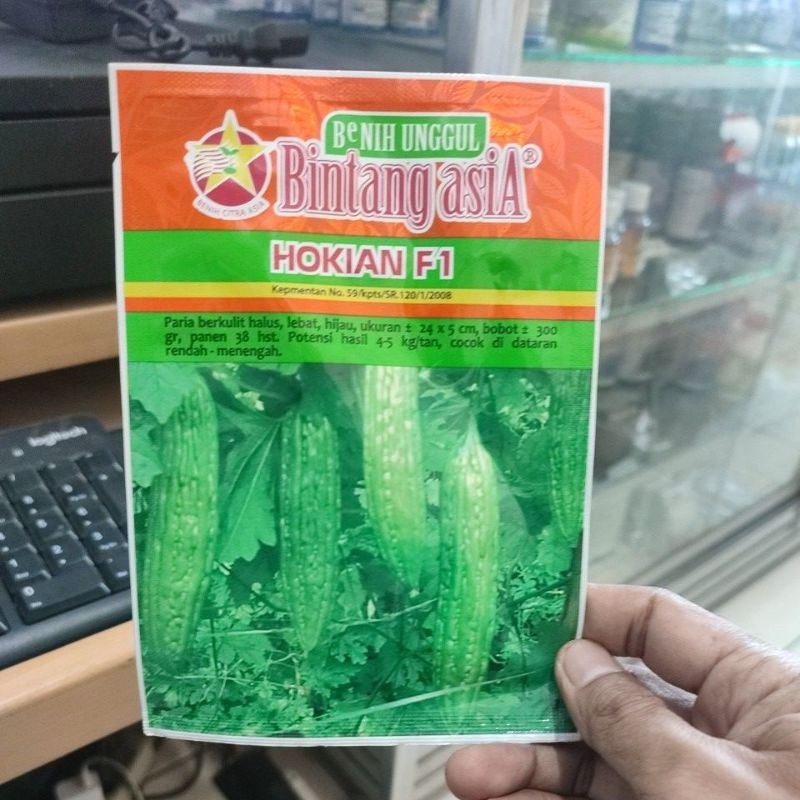 BeNIH UNGGUL
Bintang asiA®
BENIH CITRA ASIA
HOKIAN F1
Kepmentan No. 59/kpts/SR.120/1/2008
Paria berkulit halus, lebat, hijau, ukuran ± 24 x 5 cm, bobot ± 300
gr, panen 38 hst. Potensi hasil 4-5 kg/tan, cocok di dataran
rendah - menengah.
logitech